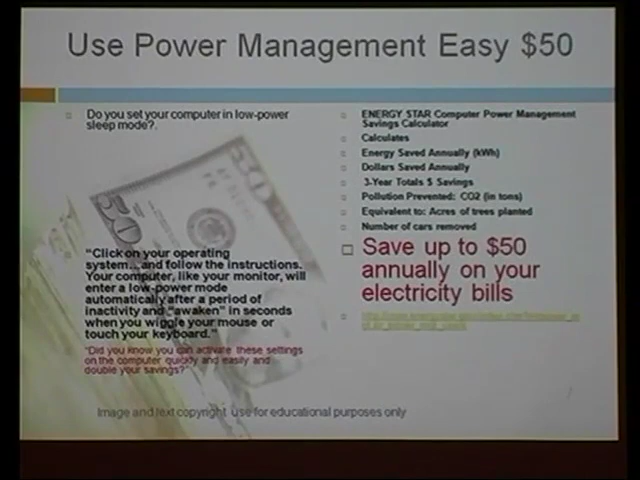 Use Power Management Easy $50
Do you set your computer in low-power
sleep mode?.
"Click on your operating
system...and follow the instructions.
Your computer, like your monitor, will
enter a low-power mode
automatically after a period of
inactivity and "awaken" in seconds
when you wiggle your mouse or
touch your keyboard."
"Did you know you can activate these settings
on the computer quickly and easily and
double your savings?"
ENERGY STAR Computer Power Management
Savings Calculator
Calculates
Energy Saved Annually (kWh)
Dollars Saved Annually
3-Year Totals $ Savings
Pollution Prevented: CO2 (in tons)
Equivalent to: Acres of trees planted
Number of cars removed
Save up to $50
annually on your
electricity bills
Image and text copyright use for educational purposes only